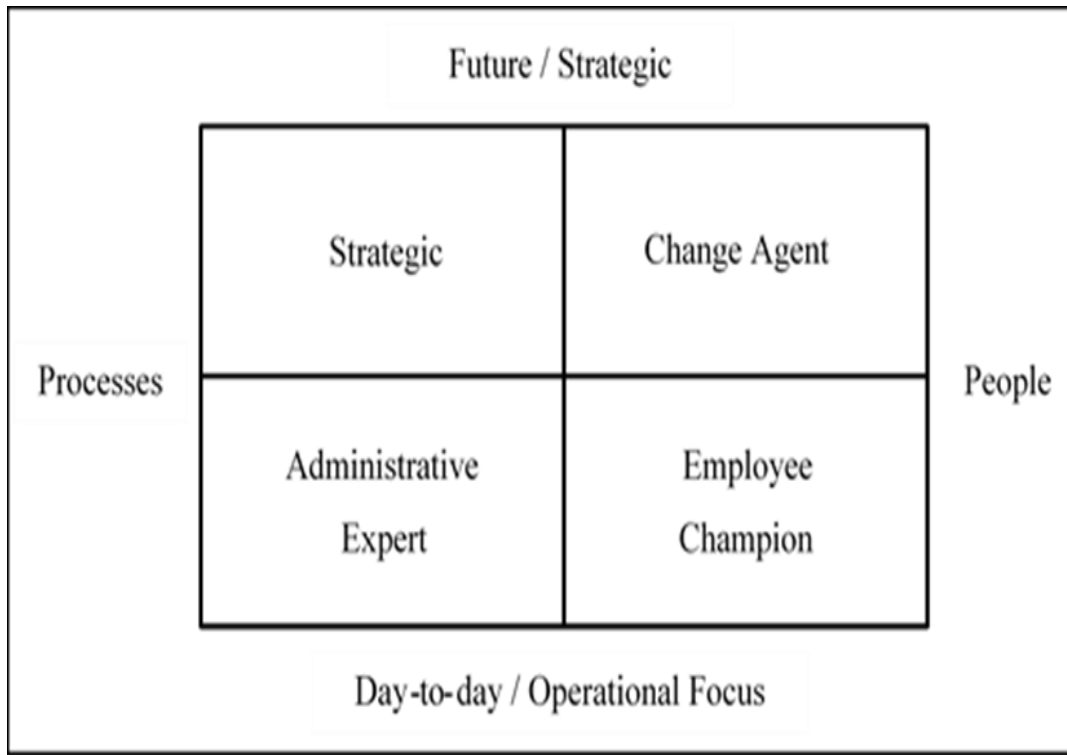 Future / Strategic
Strategic
Change Agent
Processes
People
Administrative
Expert
Employee
Champion
Day-to-day / Operational Focus